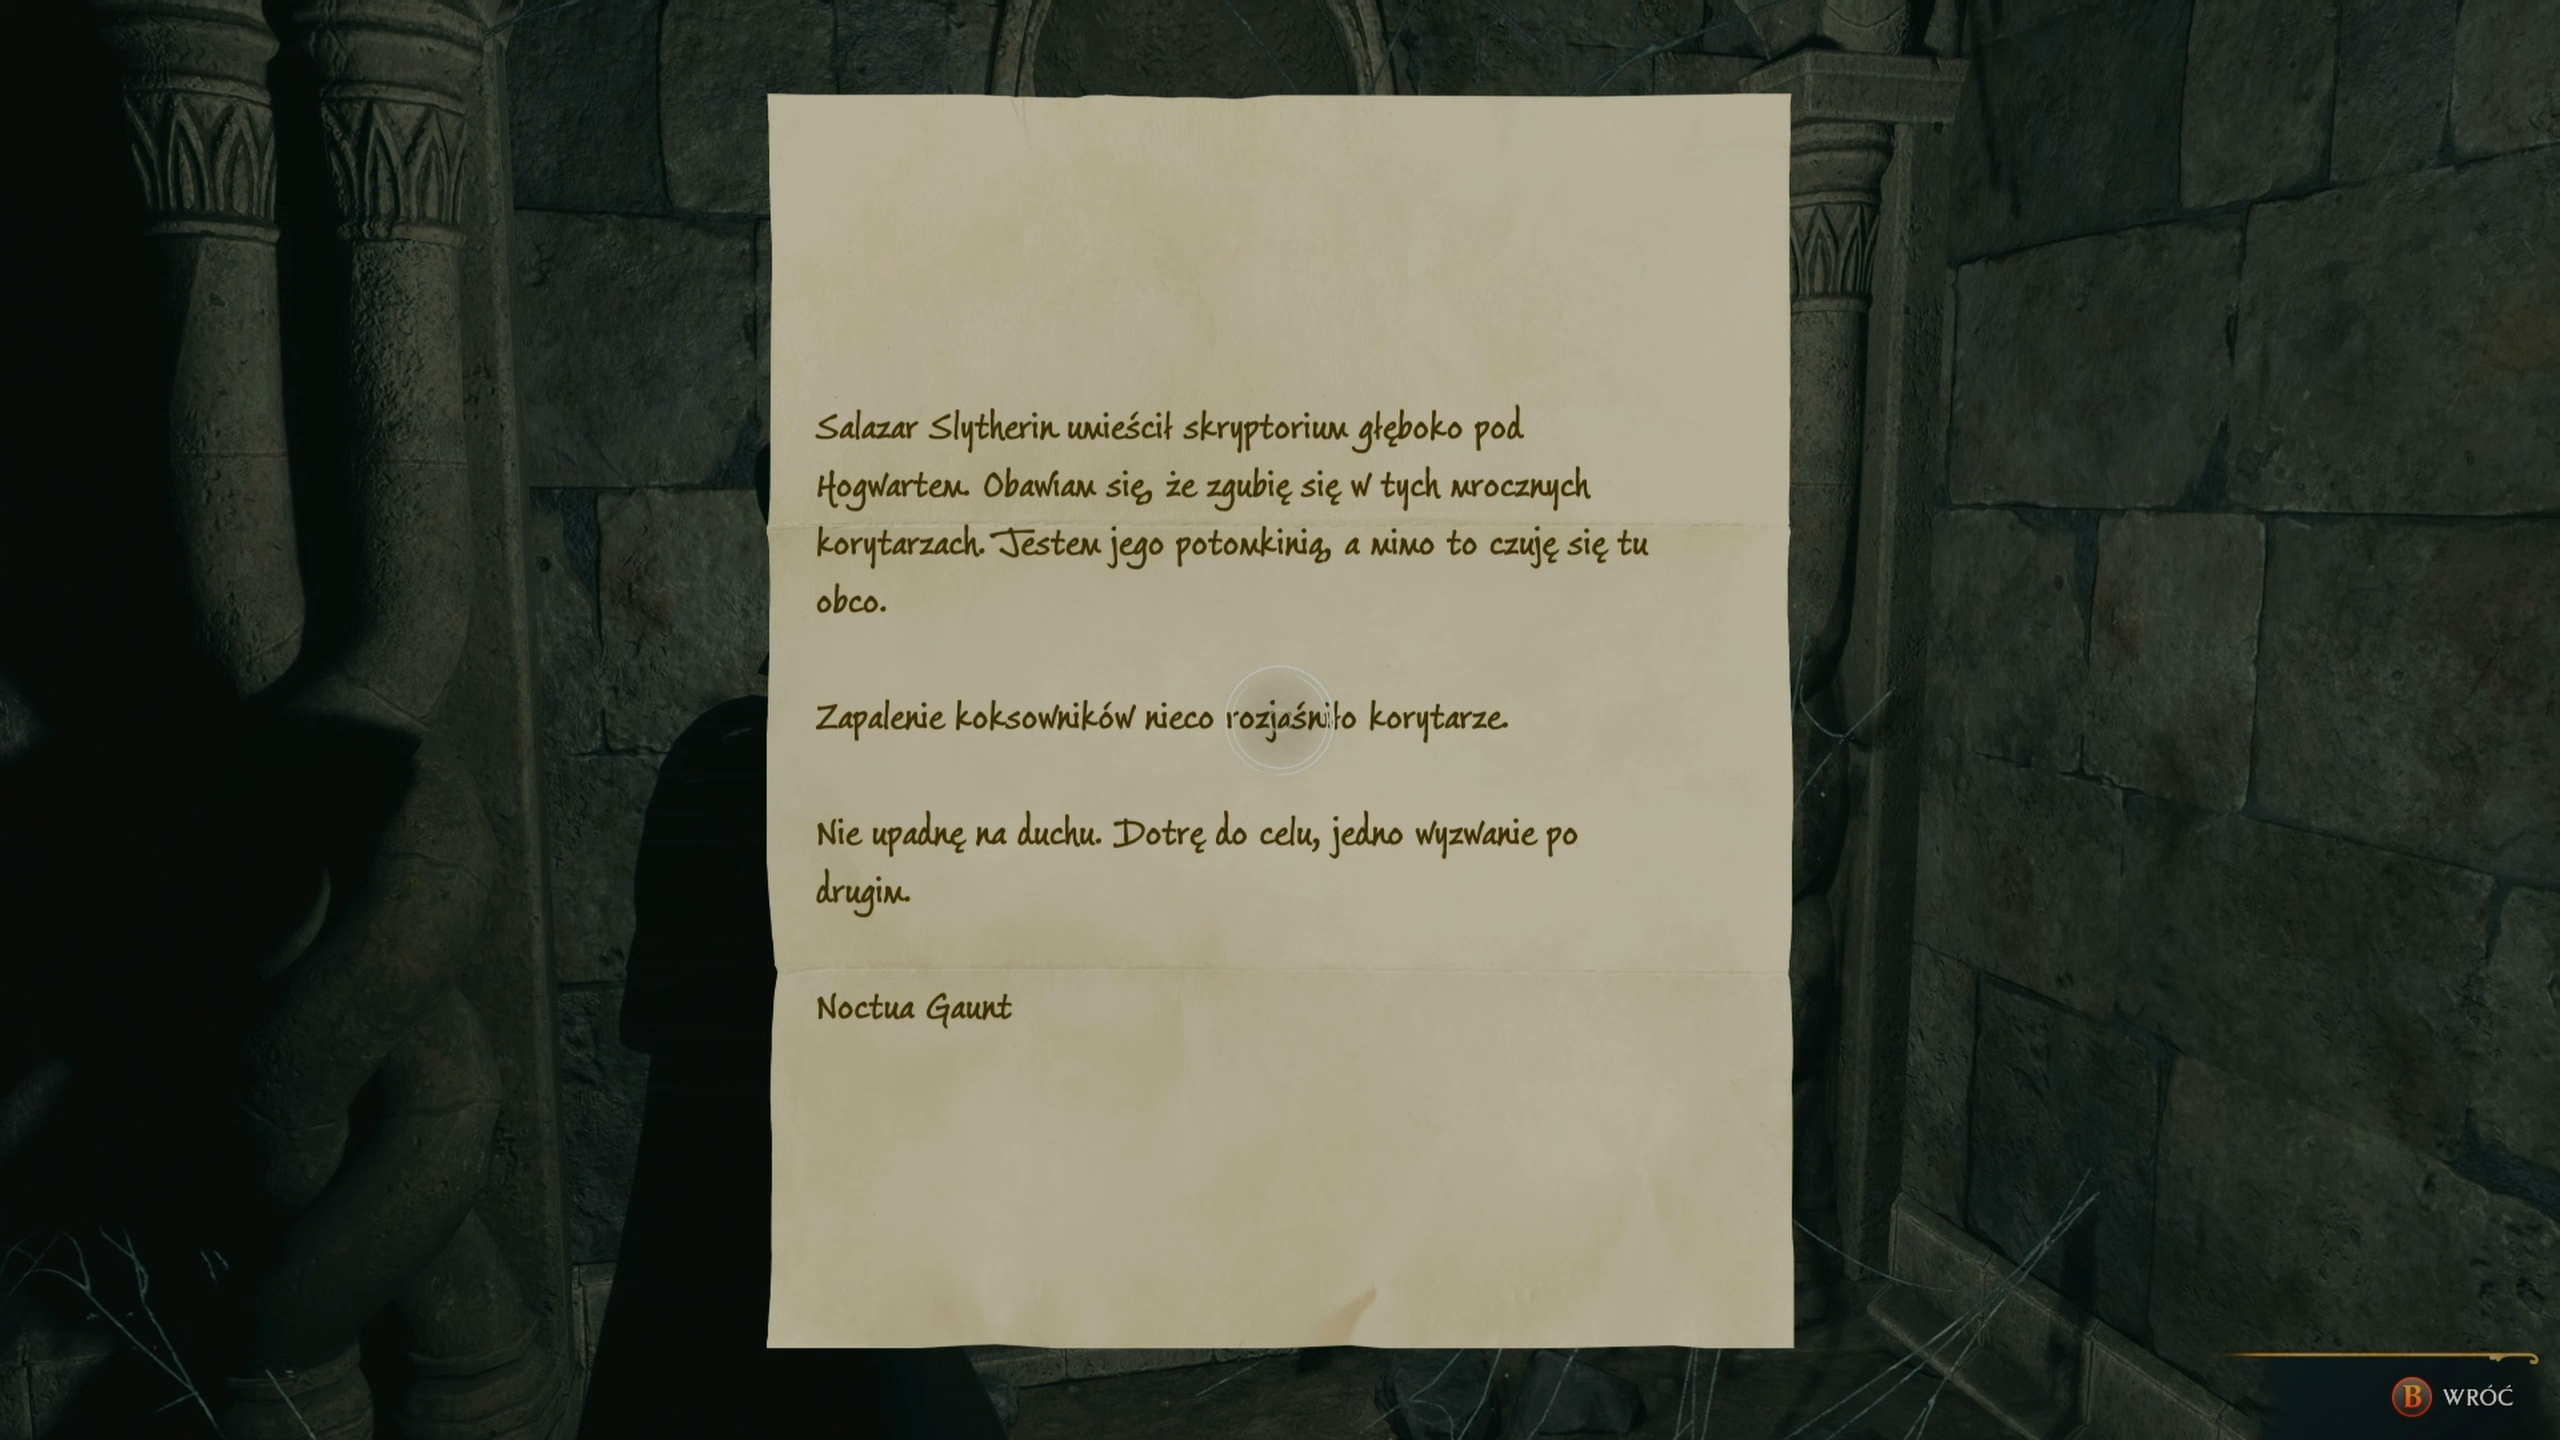 Salazar Slytherin umieścił skryptorium głęboko pod
Hogwartem. Obawiam się, że zgubię się w tych mrocznych
korytarzach. Jestem jego potomkinią, a mimo to czuję się tu
obco.
Zapalenie koksowników nieco rozjaśniło korytarze.
Nie upadnę na duchu. Dotrę do celu, jedno wyzwanie po
drugim.
Noctua Gaunt
B WRÓĆ